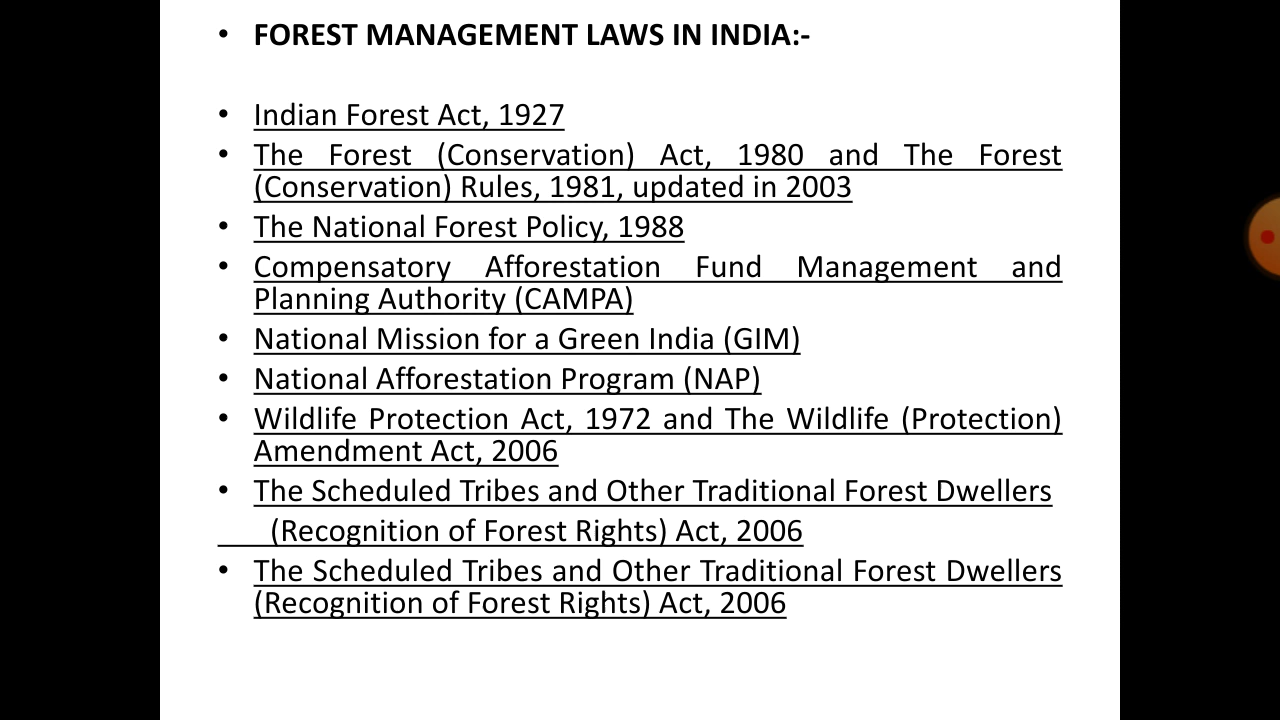 • FOREST MANAGEMENT LAWS IN INDIA:-
• Indian Forest Act, 1927
• The Forest (Conservation) Act, 1980 and The Forest
(Conservation) Rules, 1981, updated in 2003
• The National Forest Policy, 1988
• Compensatory Afforestation Fund Management and
Planning Authority (CAMPA)
• National Mission for a Green India (GIM)
• National Afforestation Program (NAP)
• Wildlife Protection Act, 1972 and The Wildlife (Protection)
Amendment Act, 2006
• The Scheduled Tribes and Other Traditional Forest Dwellers
(Recognition of Forest Rights) Act, 2006
• The Scheduled Tribes and Other Traditional Forest Dwellers
(Recognition of Forest Rights) Act, 2006